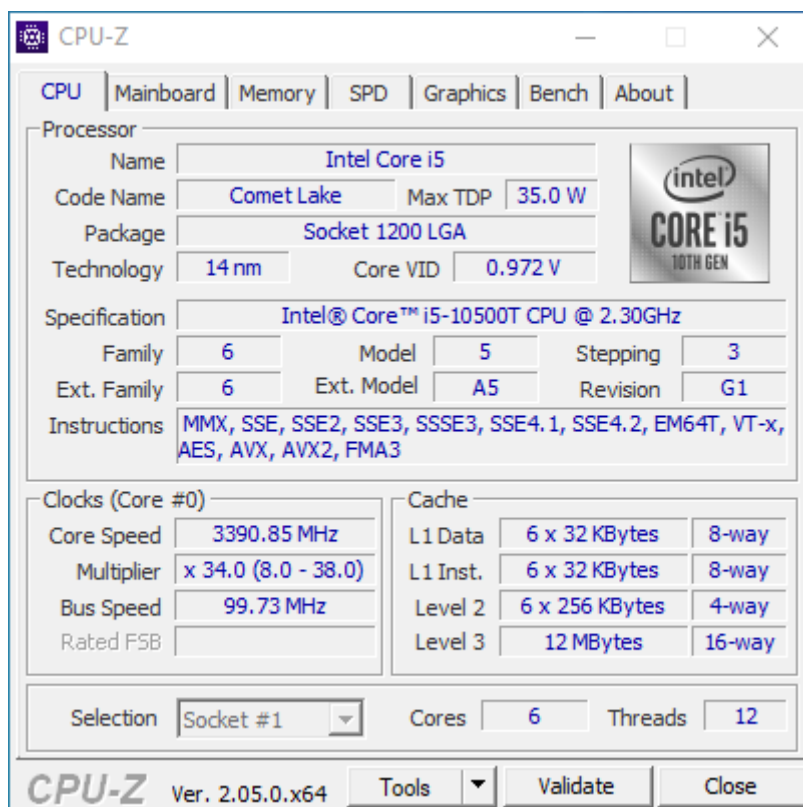 CPU-Z
CPU Mainboard Memory SPD Graphics Bench About
Processor
Name Intel Core i5
Code Name Comet Lake Max TDP 35.0 W
Package Socket 1200 LGA
Technology 14 nm Core VID 0.972 V
intel
CORE i5
10TH GEN
Specification Intel® Core™ i5-10500T CPU @ 2.30GHz
Family 6 Model 5 Stepping 3
Ext. Family 6 Ext. Model A5 Revision G1
Instructions MMX, SSE, SSE2, SSE3, SSSE3, SSE4.1, SSE4.2, EM64T, VT-x,
AES, AVX, AVX2, FMA3
Clocks (Core #0)
Core Speed 3390.85 MHz
Multiplier x 34.0 (8.0 - 38.0)
Bus Speed 99.73 MHz
Rated FSB
Cache
L1 Data 6 x 32 KBytes 8-way
L1 Inst. 6 x 32 KBytes 8-way
Level 2 6 x 256 KBytes 4-way
Level 3 12 MBytes 16-way
Selection Socket #1 Cores 6 Threads 12
CPU-Z Ver. 2.05.0.x64 Tools Validate Close